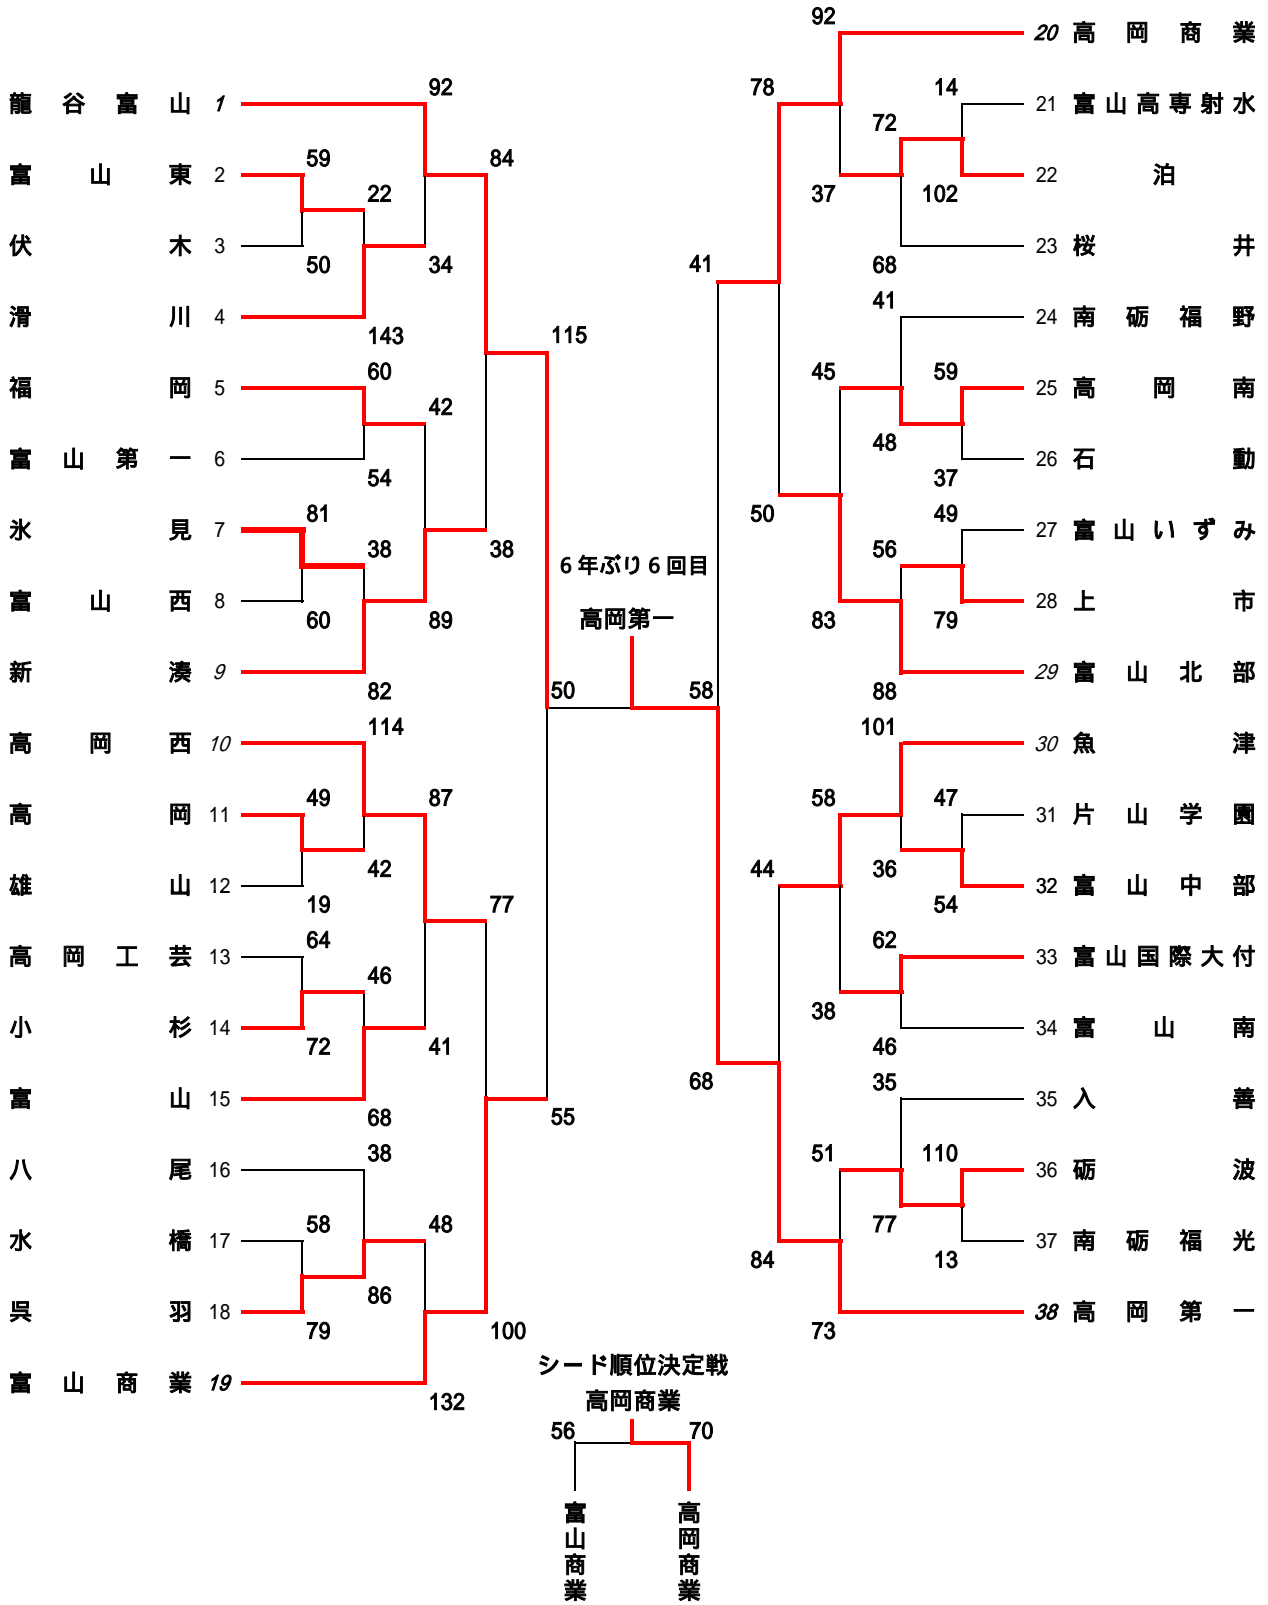 92
20 高岡商業
龍谷富山 1
92
78
14
21 富山高専射水
72
富山東 2
59
84
22
37
102
22 泊
伏木 3
50
34
41
68
23 桜井
滑川 4
143
115
41
24 南砺福野
福岡 5
60
42
45
59
25 高岡南
富山第一 6
54
48
37
26 石動
氷見 7
81
38
38
6年ぶり6回目
50
56
49
27 富山いずみ
富山西 8
60
89
高岡第一
83
79
28 上市
新湊 9
82
50
58
88
29 富山北部
高岡西 10
114
101
30 魚津
高岡 11
49
87
58
47
31 片山学園
雄山 12
19
42
77
44
36
54
32 富山中部
高岡工芸 13
64
46
62
33 富山国際大付
小杉 14
72
41
38
46
34 富山南
富山 15
68
55
68
35
35 入善
八尾 16
38
51
110
36 砺波
水橋 17
58
48
84
77
13
37 南砺福光
呉羽 18
79
86
100
73
38 高岡第一
富山商業 19
132
シード順位決定戦
高岡商業
56
70
富山商業
高岡商業